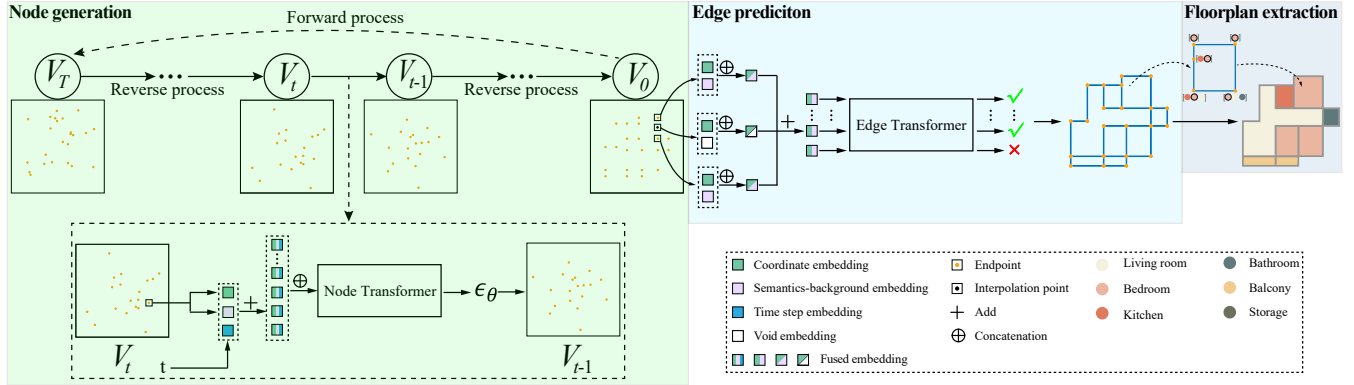 Node generation
Forward process
V_T
V_t
V_{t-1}
V_0
Reverse process
Reverse process
Node Transformer
ϵ_θ
V_t
t
V_{t-1}
Edge prediciton
Edge Transformer
Floorplan extraction
Coordinate embedding
Semantics-background embedding
Time step embedding
Void embedding
Fused embedding
Endpoint
Interpolation point
Add
Concatenation
Living room
Bedroom
Kitchen
Bathroom
Balcony
Storage